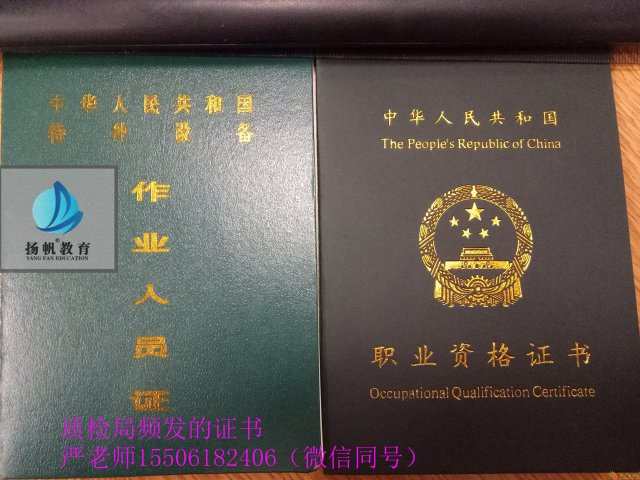 中华人民共和国
特种设备
作业人员证
扬帆®教育
YANG FAN EDUCATION
中华人民共和国
The People's Republic of China
职业资格证书
Occupational Qualification Certificate
质检局频发的证书
严老师15506182406（微信同号）